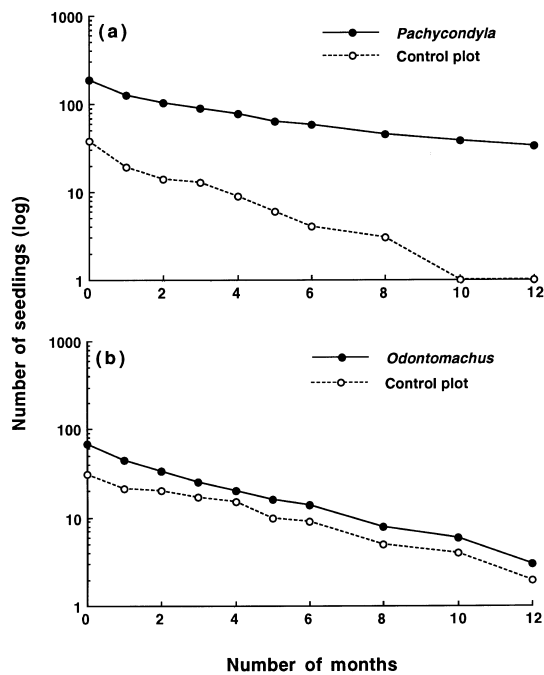 Number of seedlings (log)
(a)
Pachycondyla
Control plot
1000
100
10
1
0 2 4 6 8 10 12
(b)
Odontomachus
Control plot
1000
100
10
1
0 2 4 6 8 10 12
Number of months